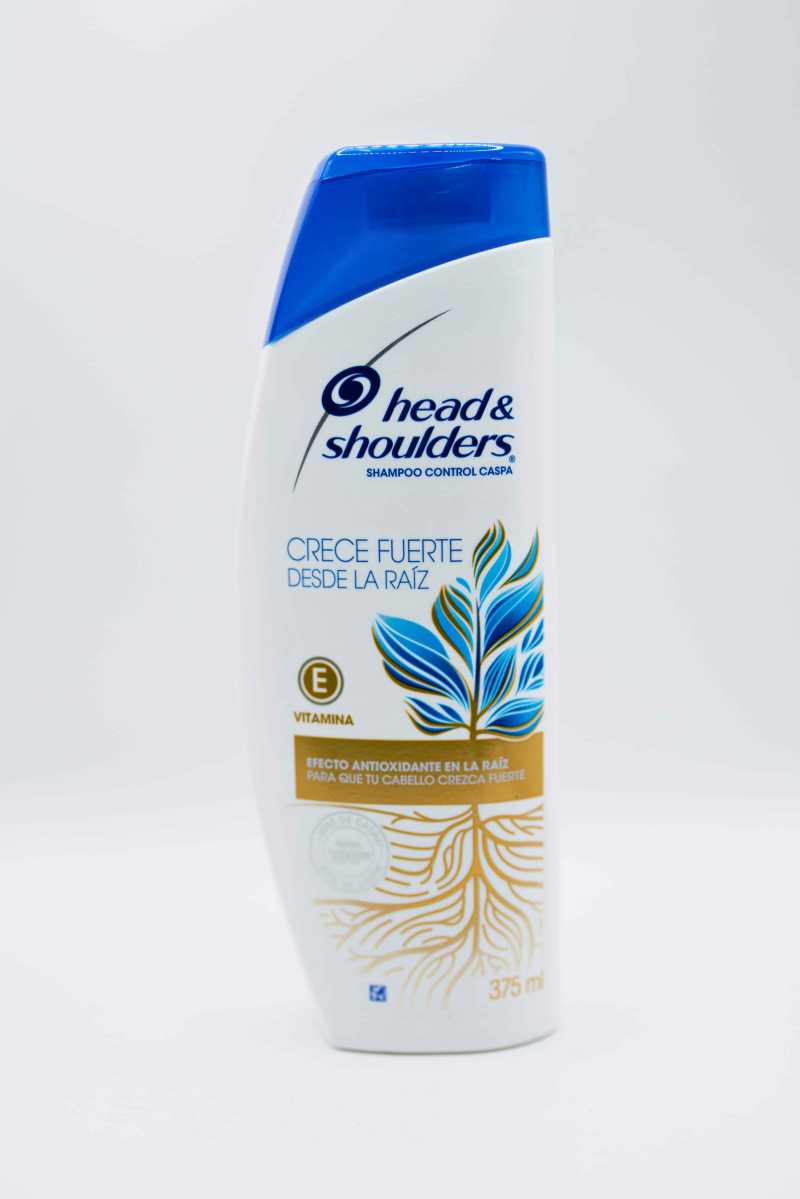 head &
shoulders®
SHAMPOO CONTROL CASPA
CRECE FUERTE
DESDE LA RAÍZ
E
VITAMINA
EFECTO ANTIOXIDANTE EN LA RAÍZ
PARA QUE TU CABELLO CREZCA FUERTE
375 ml